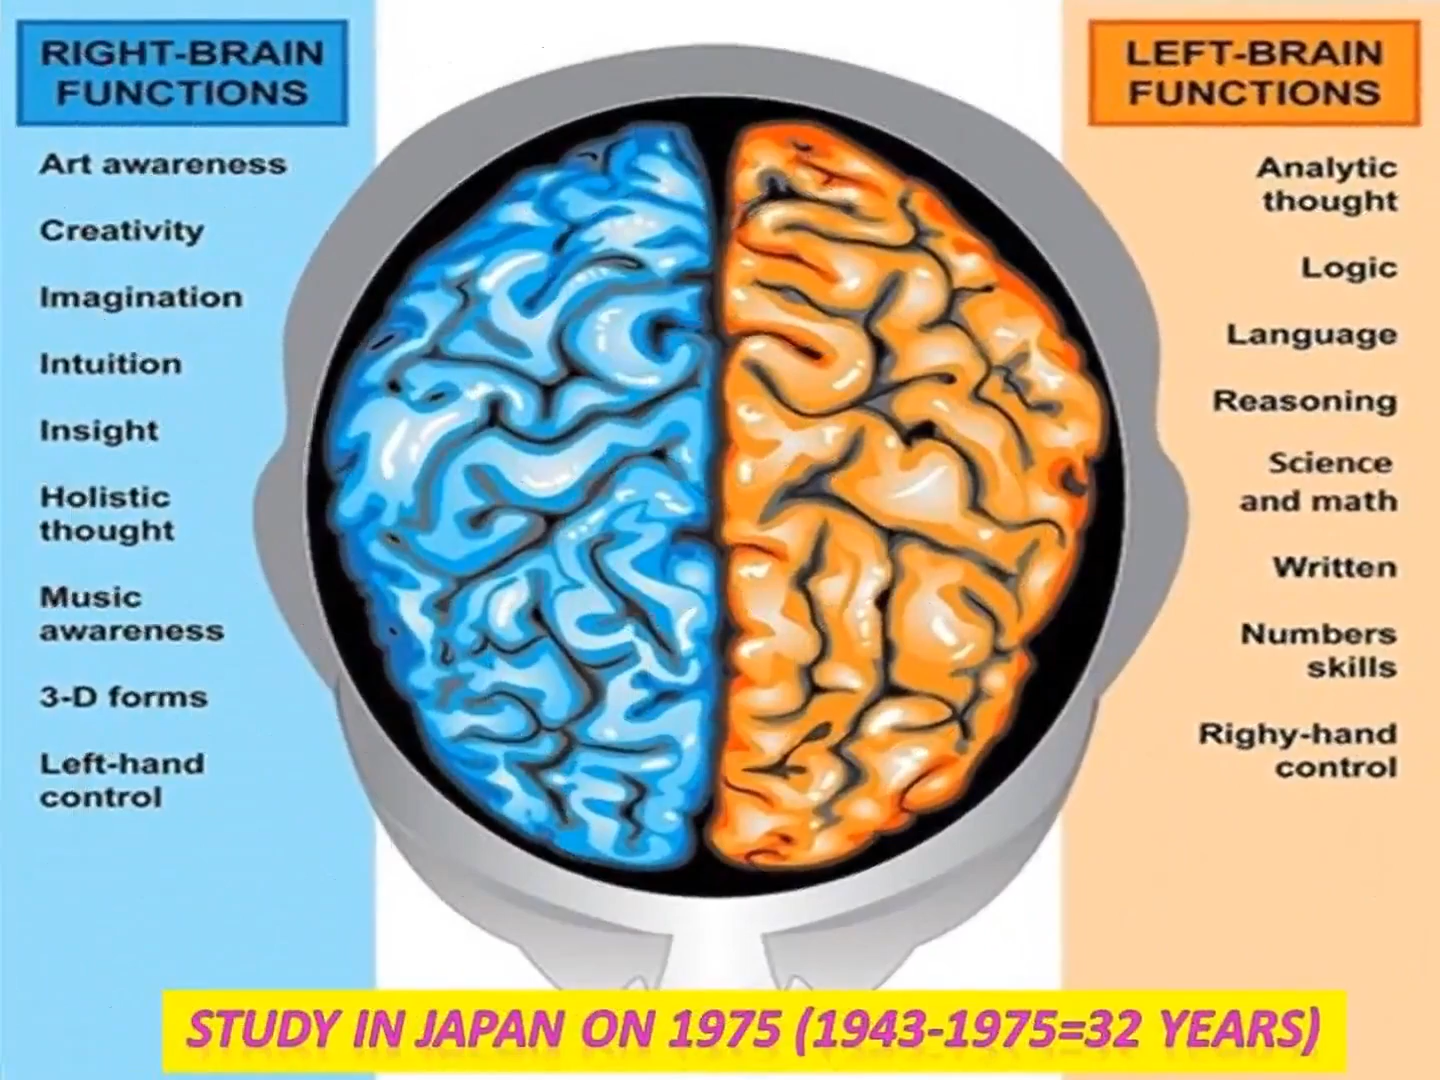 RIGHT-BRAIN
FUNCTIONS
Art awareness
Creativity
Imagination
Intuition
Insight
Holistic
thought
Music
awareness
3-D forms
Left-hand
control
LEFT-BRAIN
FUNCTIONS
Analytic
thought
Logic
Language
Reasoning
Science
and math
Written
Numbers
skills
Righy-hand
control
STUDY IN JAPAN ON 1975 (1943-1975=32 YEARS)